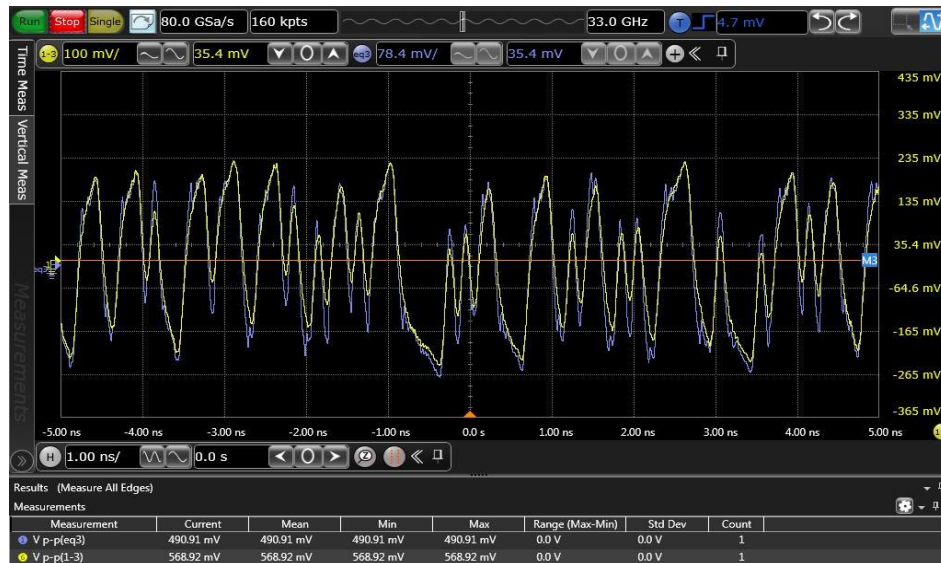 Run Stop Single 80.0 GSa/s 160 kpts 33.0 GHz T 4.7 mV
1-3 100 mV/ 35.4 mV eq3 78.4 mV/ 35.4 mV
Time Meas
Vertical Meas
Measurements
435 mV
335 mV
235 mV
135 mV
35.4 mV
M3
-64.6 mV
-165 mV
-265 mV
-365 mV
-5.00 ns -4.00 ns -3.00 ns -2.00 ns -1.00 ns 0.0 s 1.00 ns 2.00 ns 3.00 ns 4.00 ns 5.00 ns
H 1.00 ns/ 0.0 s
Results (Measure All Edges)
Measurements
Measurement Current Mean Min Max Range (Max-Min) Std Dev Count
V p-p(eq3) 490.91 mV 490.91 mV 490.91 mV 490.91 mV 0.0 V 0.0 V 1
V p-p(1-3) 568.92 mV 568.92 mV 568.92 mV 568.92 mV 0.0 V 0.0 V 1